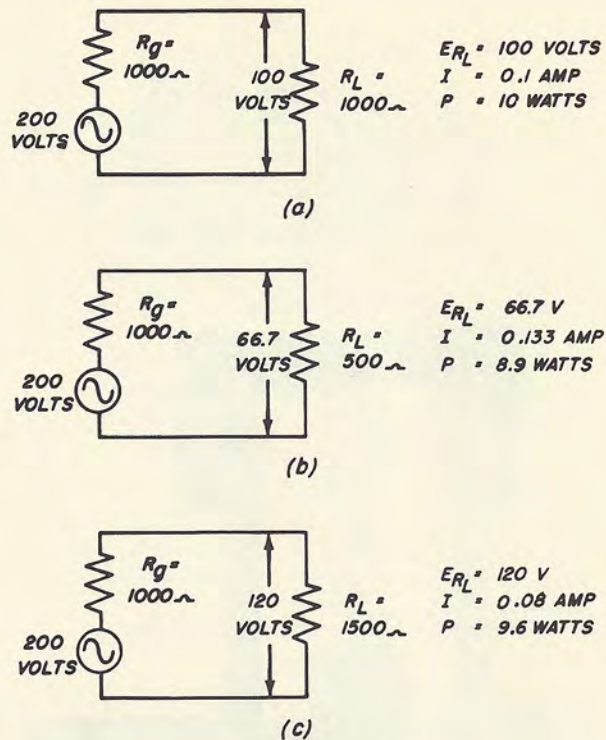 Rg =
1000 Ω
200
VOLTS
100
VOLTS
RL =
1000 Ω
ERL = 100 VOLTS
I = 0.1 AMP
P = 10 WATTS
(a)
Rg =
1000 Ω
200
VOLTS
66.7
VOLTS
RL =
500 Ω
ERL = 66.7 V
I = 0.133 AMP
P = 8.9 WATTS
(b)
Rg =
1000 Ω
200
VOLTS
120
VOLTS
RL =
1500 Ω
ERL = 120 V
I = 0.08 AMP
P = 9.6 WATTS
(c)